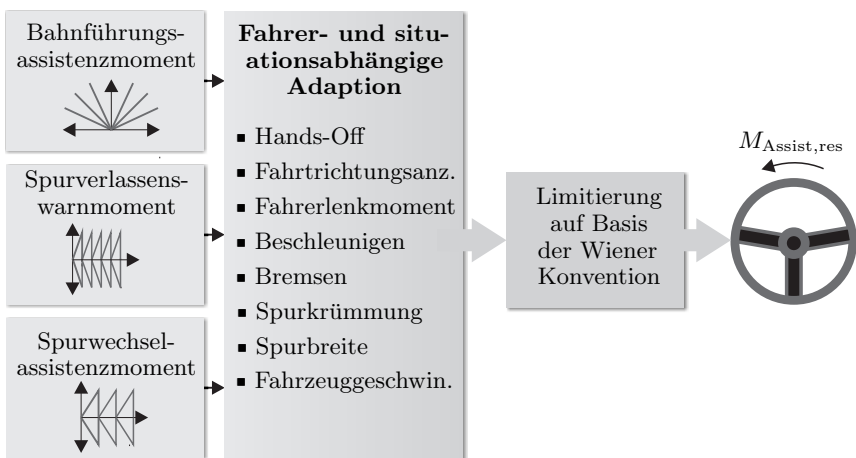 Bahnführungs-
assistenzmoment
Spurverlassens-
warnmoment
Spurwechsel-
assistenzmoment
Fahrer- und situ-
ationsabhängige
Adaption
▪ Hands-Off
▪ Fahrtrichtungsanz.
▪ Fahrerlenkmoment
▪ Beschleunigen
▪ Bremsen
▪ Spurkrümmung
▪ Spurbreite
▪ Fahrzeuggeschwin.
Limitierung
auf Basis
der Wiener
Konvention
M_Assist,res